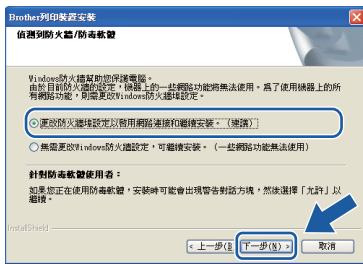 Brother列印裝置安裝
偵測到防火牆/防毒軟體
Windows防火牆幫助您保護電腦。
由於目前防火牆的設定，機器上的一些網路功能將無法使用。爲了使用機器上的所
有網路功能，則需更改Windows防火牆埠設定。
更改防火牆埠設定以啓用網路連接和繼續安裝。（建議）
無需更改Windows防火牆設定，可繼續安裝。（一些網路功能無法使用）
針對防毒軟體使用者：
如果您正在使用防毒軟體，安裝時可能會出現警告對話方塊，然後選擇「允許」以
繼續。
InstallShield
< 上一步(B
下一步(N) >
取消